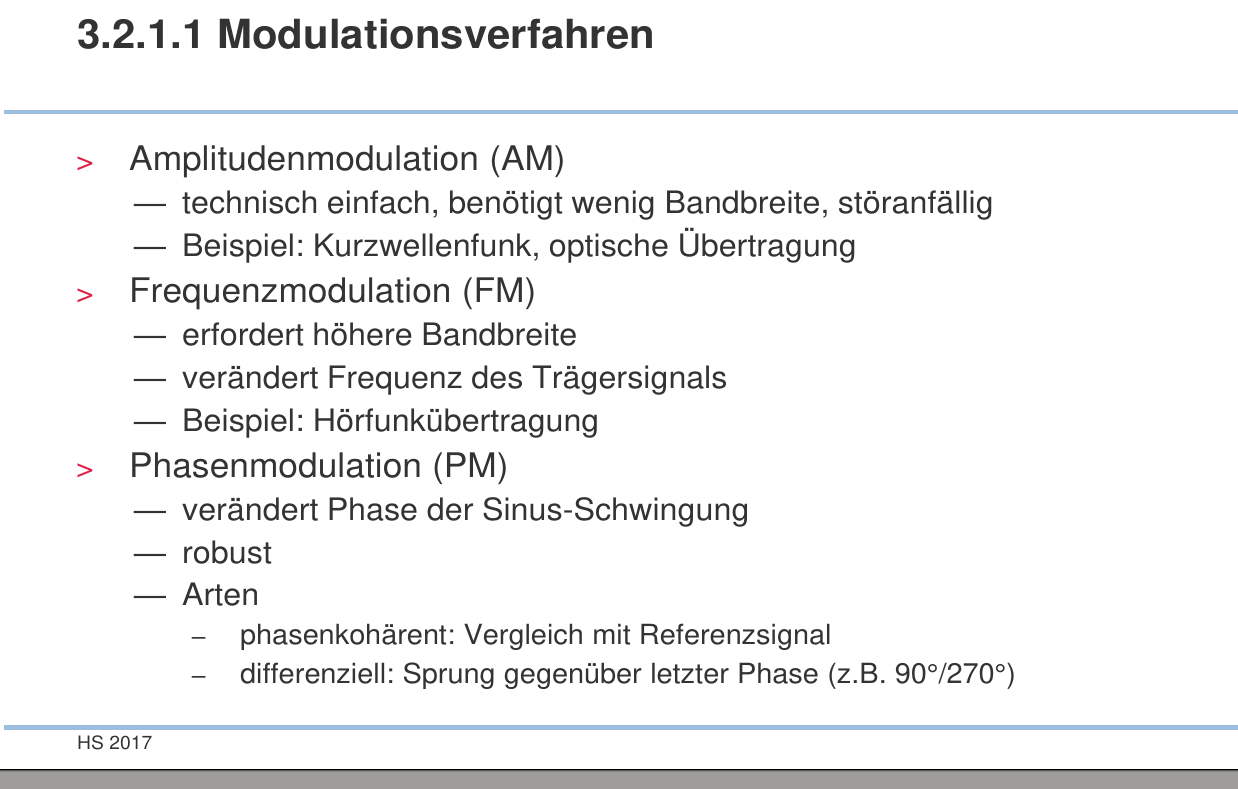 3.2.1.1 Modulationsverfahren
> Amplitudenmodulation (AM)
— technisch einfach, benötigt wenig Bandbreite, störanfällig
— Beispiel: Kurzwellenfunk, optische Übertragung
> Frequenzmodulation (FM)
— erfordert höhere Bandbreite
— verändert Frequenz des Trägersignals
— Beispiel: Hörfunkübertragung
> Phasenmodulation (PM)
— verändert Phase der Sinus-Schwingung
— robust
— Arten
– phasenkohärent: Vergleich mit Referenzsignal
– differenziell: Sprung gegenüber letzter Phase (z.B. 90°/270°)
HS 2017